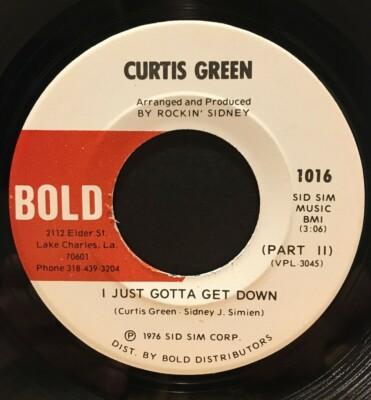 CURTIS GREEN
Arranged and Produced
BY ROCKIN' SIDNEY
BOLD
2112 Elder St.
Lake Charles, La.
70601
Phone 318-439-3204
1016
SID SIM
MUSIC
BMI
(3:06)
(PART II)
(VPL-3045)
I JUST GOTTA GET DOWN
(Curtis Green - Sidney J. Simien)
Ⓟ 1976 SID SIM CORP.
DIST. BY BOLD DISTRIBUTORS